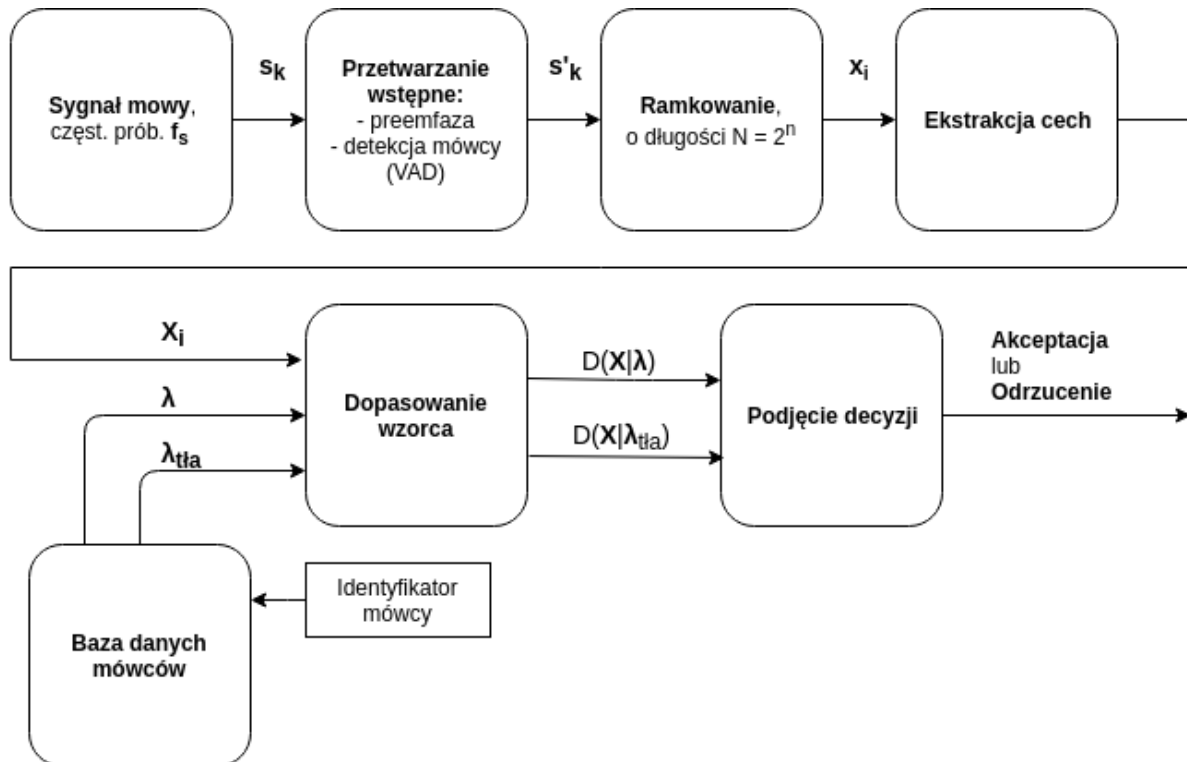 Sygnał mowy,
częst. prób. fₛ
sₖ
Przetwarzanie
wstępne:
- preemfaza
- detekcja mówcy
(VAD)
s'ₖ
Ramkowanie,
o długości N = 2ⁿ
xᵢ
Ekstrakcja cech
Xᵢ
λ
λtła
Dopasowanie
wzorca
D(X|λ)
D(X|λtła)
Podjęcie decyzji
Akceptacja
lub
Odrzucenie
Baza danych
mówców
Identyfikator
mówcy